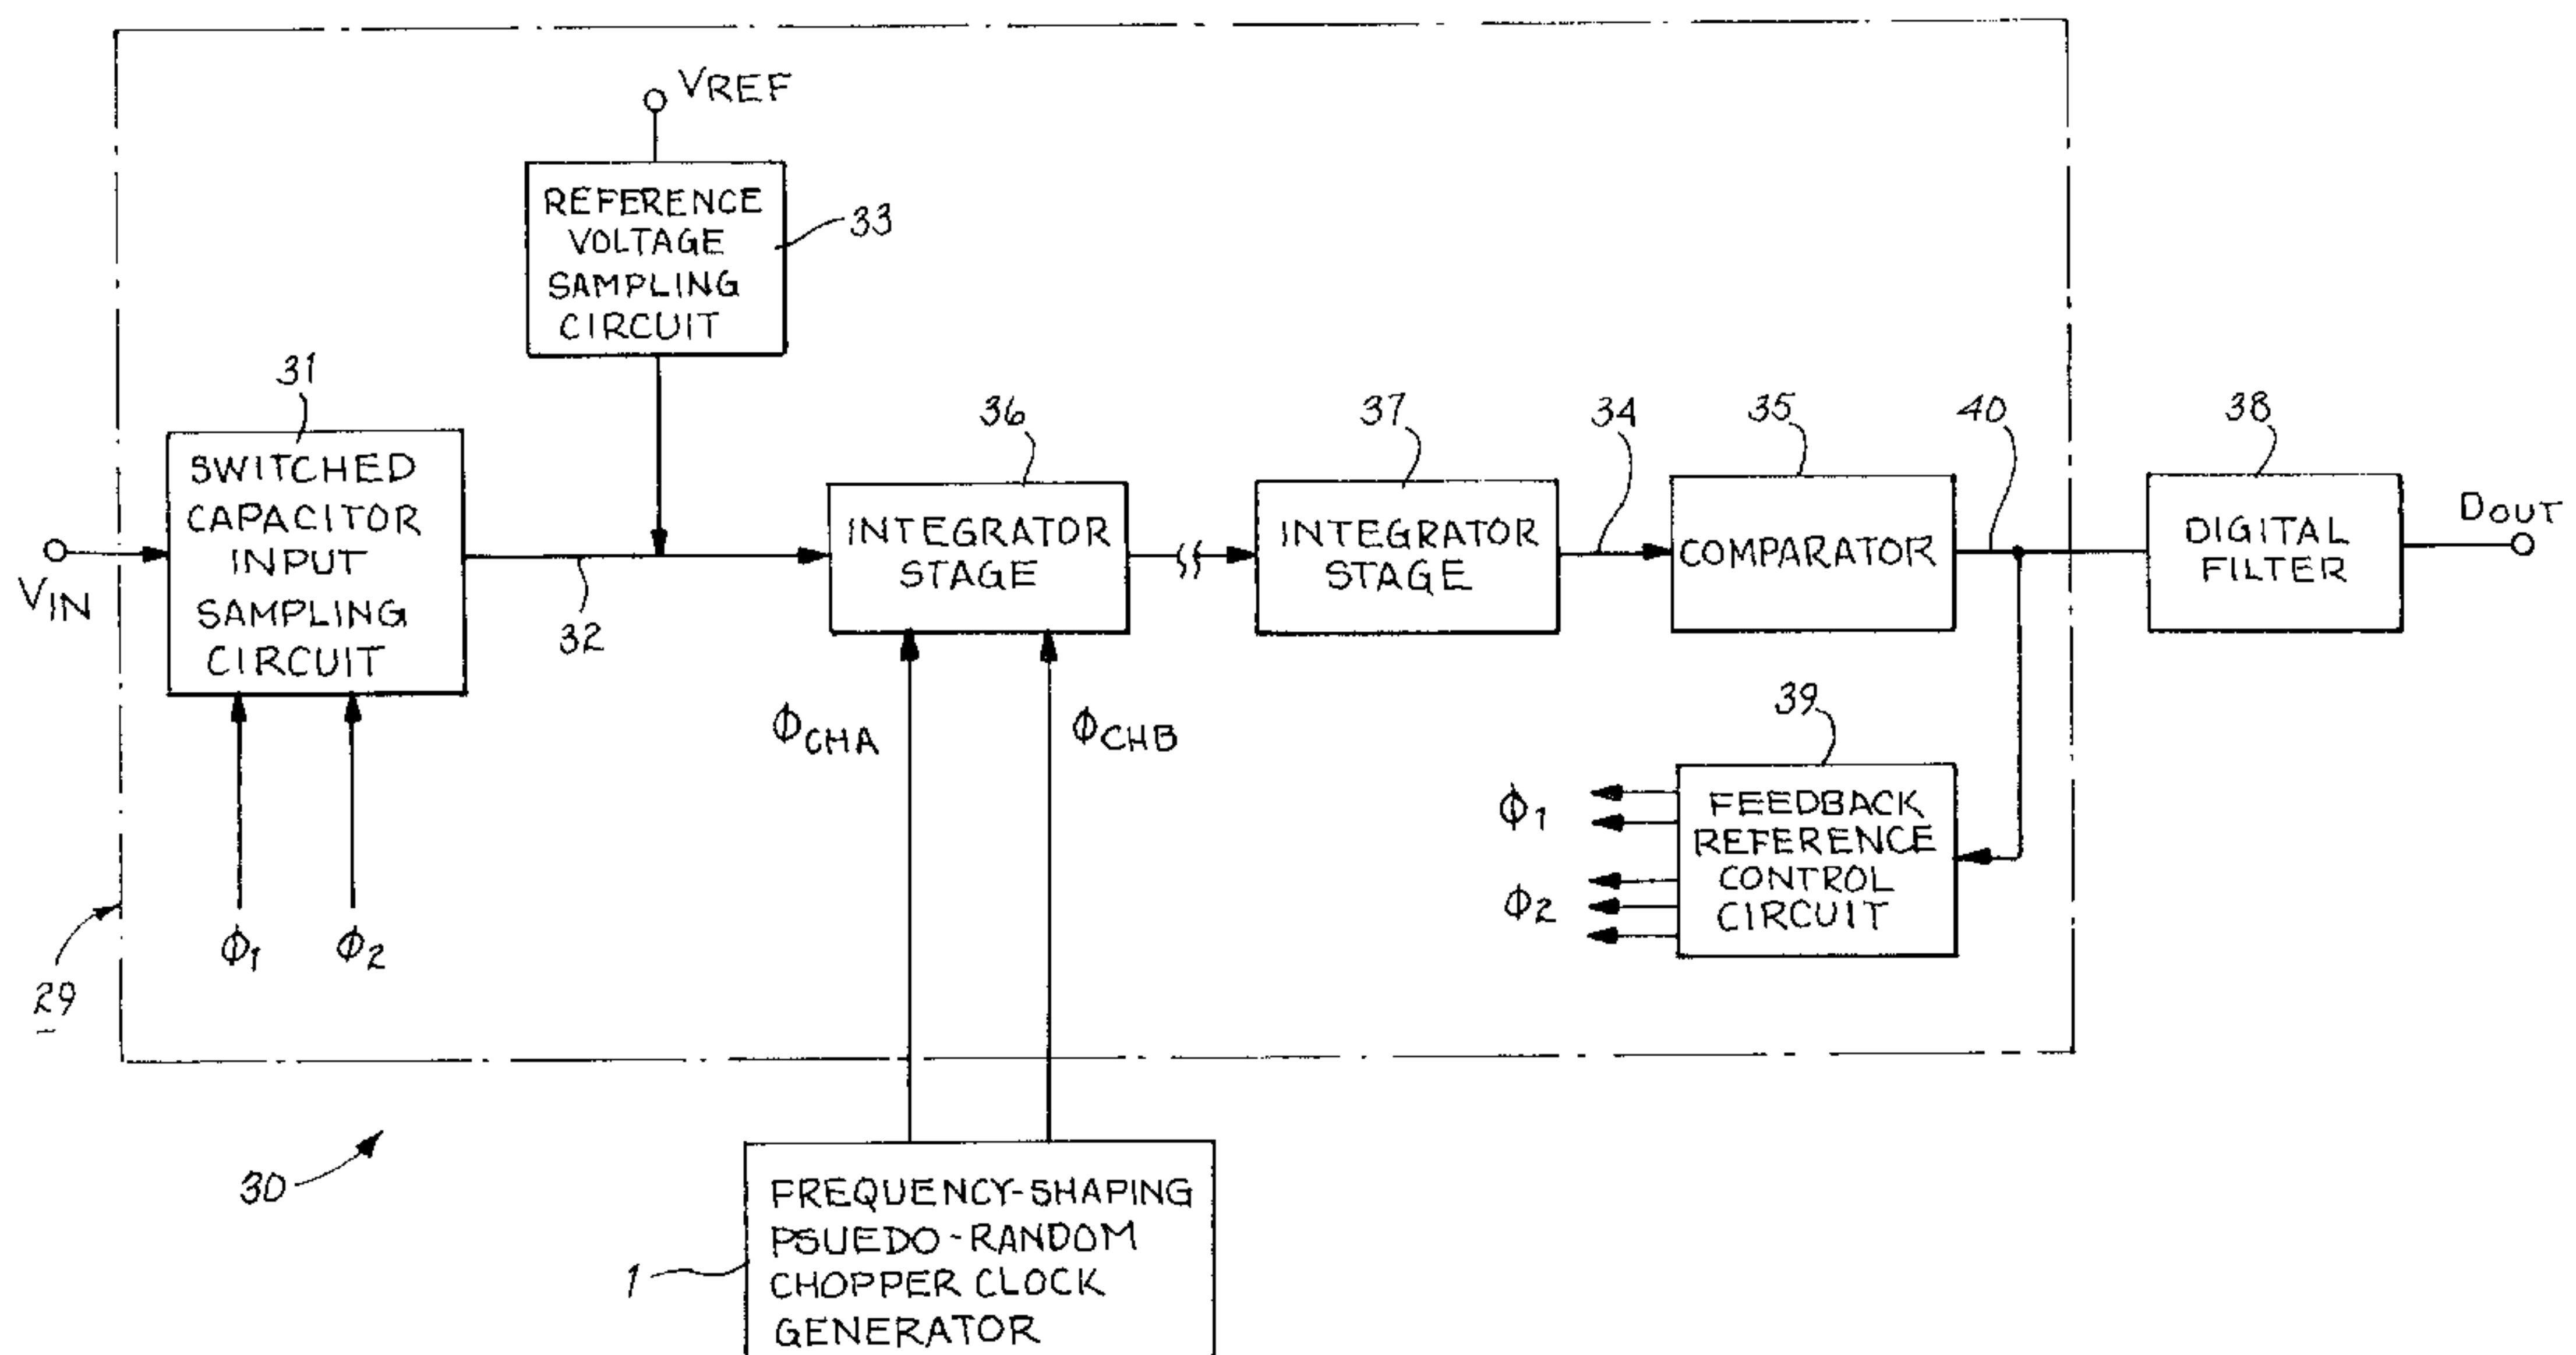 VREF
REFERENCE
VOLTAGE
SAMPLING
CIRCUIT
33
31
SWITCHED
CAPACITOR
INPUT
SAMPLING
CIRCUIT
VIN
32
36
INTEGRATOR
STAGE
37
INTEGRATOR
STAGE
34
35
COMPARATOR
40
38
DIGITAL
FILTER
DOUT
ϕ1
ϕ2
29
ϕCHA
ϕCHB
39
FEEDBACK
REFERENCE
CONTROL
CIRCUIT
ϕ1
ϕ2
30
1
FREQUENCY-SHAPING
PSUEDO-RANDOM
CHOPPER CLOCK
GENERATOR